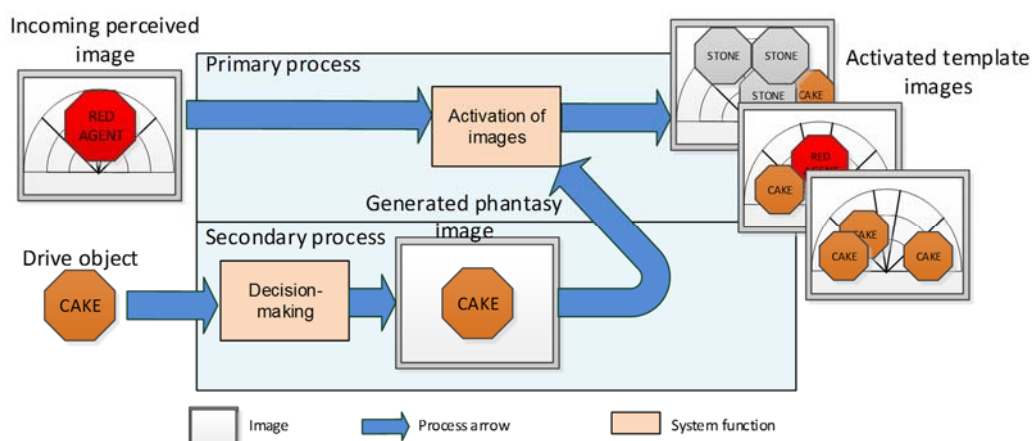 Incoming perceived
image
RED
AGENT
Primary process
Activation of
images
STONE
STONE
STONE
CAKE
Activated template
images
RED
CAKE
CAKE
CAKE
CAKE
Generated phantasy
image
Secondary process
Drive object
CAKE
Decision-
making
CAKE
Image
Process arrow
System function